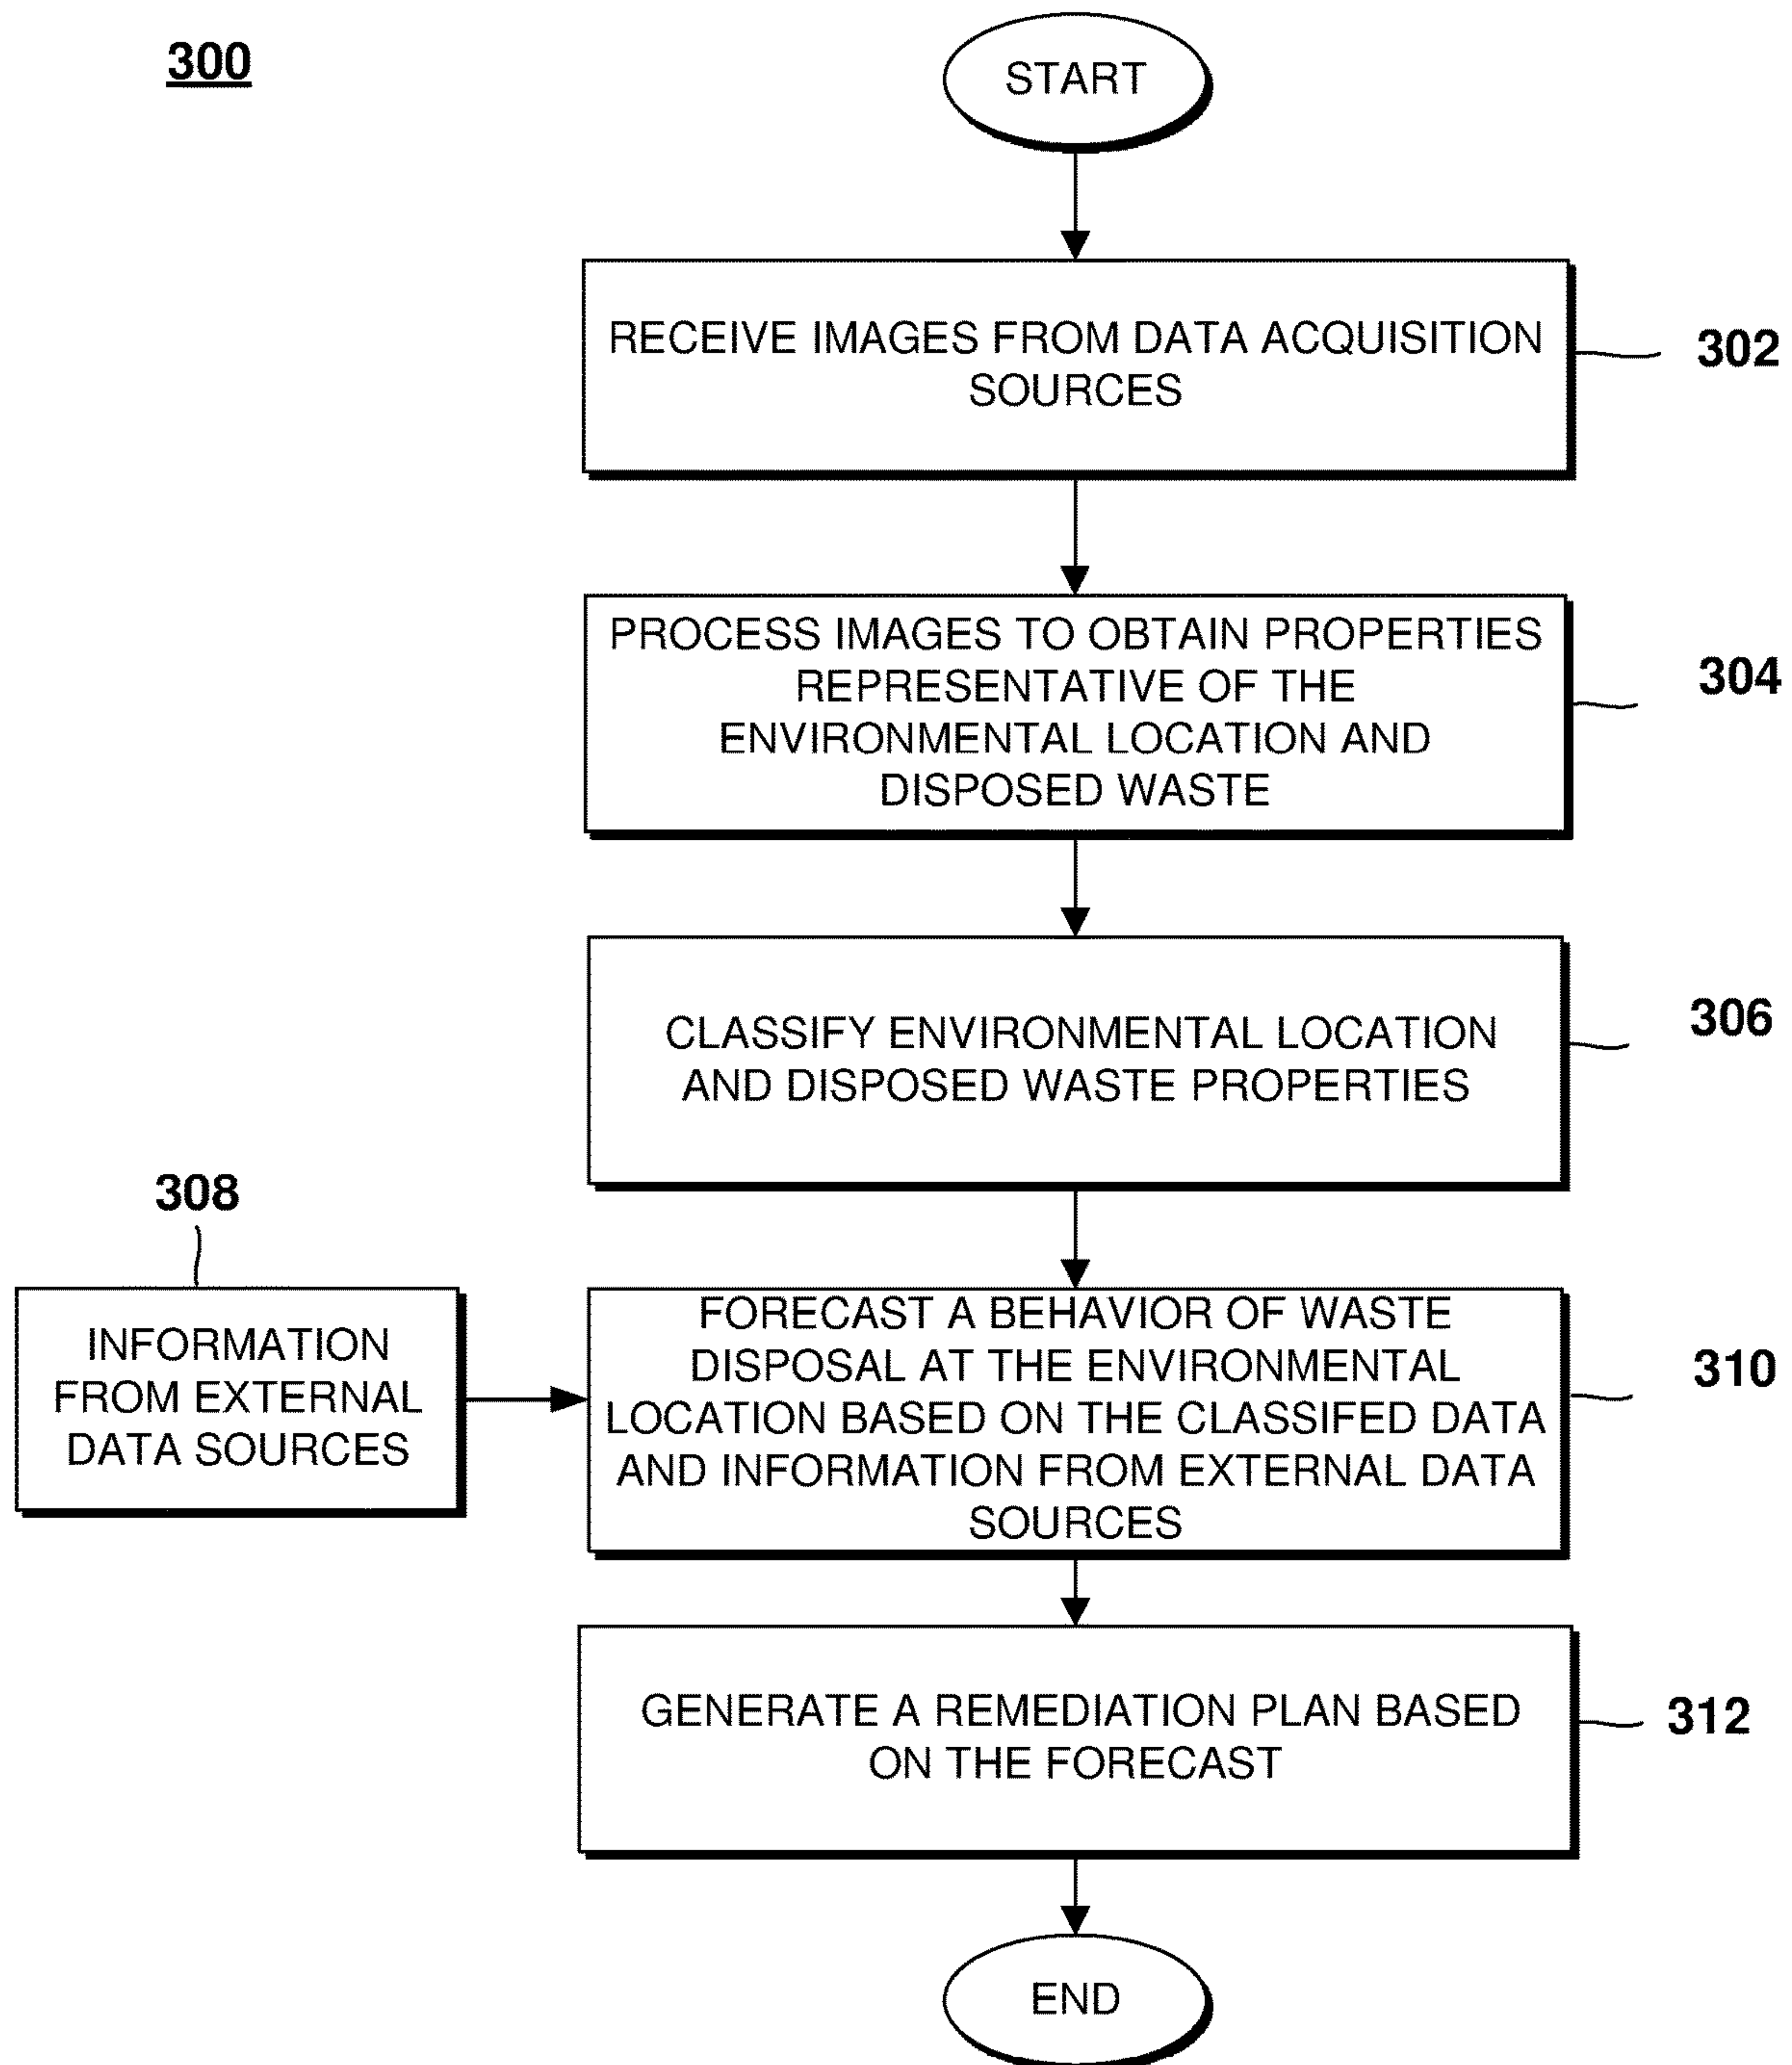 300
START
RECEIVE IMAGES FROM DATA ACQUISITION
SOURCES
302
PROCESS IMAGES TO OBTAIN PROPERTIES
REPRESENTATIVE OF THE
ENVIRONMENTAL LOCATION AND
DISPOSED WASTE
304
CLASSIFY ENVIRONMENTAL LOCATION
AND DISPOSED WASTE PROPERTIES
306
308
INFORMATION
FROM EXTERNAL
DATA SOURCES
FORECAST A BEHAVIOR OF WASTE
DISPOSAL AT THE ENVIRONMENTAL
LOCATION BASED ON THE CLASSIFED DATA
AND INFORMATION FROM EXTERNAL DATA
SOURCES
310
GENERATE A REMEDIATION PLAN BASED
ON THE FORECAST
312
END